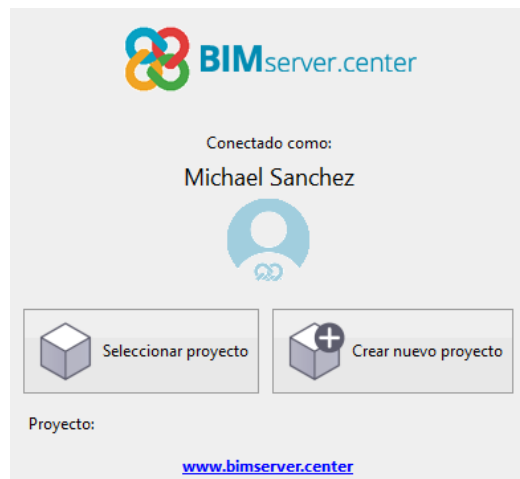 BIMserver.center
Conectado como:
Michael Sanchez
Seleccionar proyecto
Crear nuevo proyecto
Proyecto:
www.bimserver.center